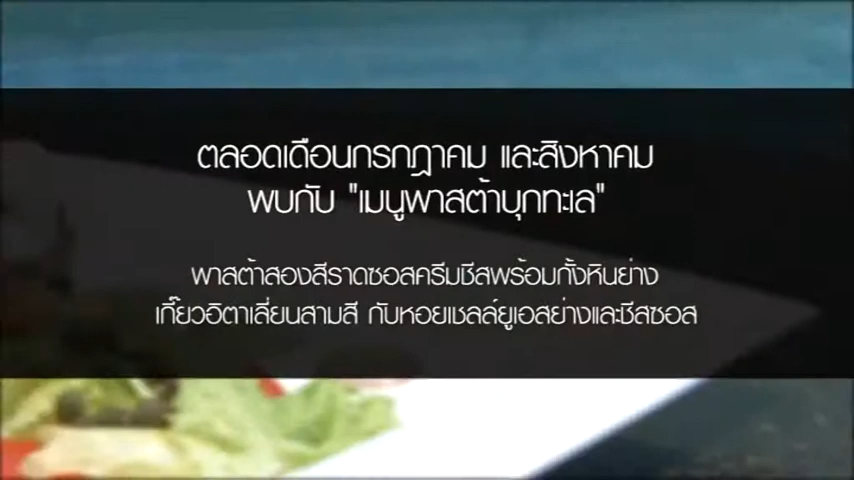 ตลอดเดือนกรกฎาคม และสิงหาคม
พบกับ "เมนูพาสต้าบุกทะเล"
พาสต้าสองสีราดซอสครีมชีสพร้อมกั้งหินย่าง
เกี๊ยวอิตาเลี่ยนสามสี กับหอยเชลล์ยูเอสย่างและชีสซอส